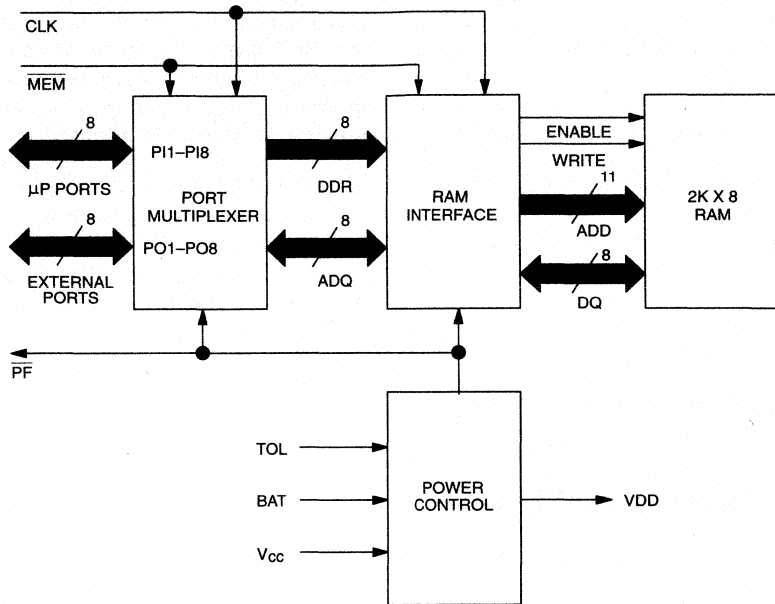 CLK
MEM
8
PI1–PI8
μP PORTS
8
PO1–PO8
EXTERNAL
PORTS
PORT
MULTIPLEXER
8
DDR
8
ADQ
RAM
INTERFACE
ENABLE
WRITE
11
ADD
8
DQ
2K X 8
RAM
PF
TOL
BAT
VCC
POWER
CONTROL
VDD